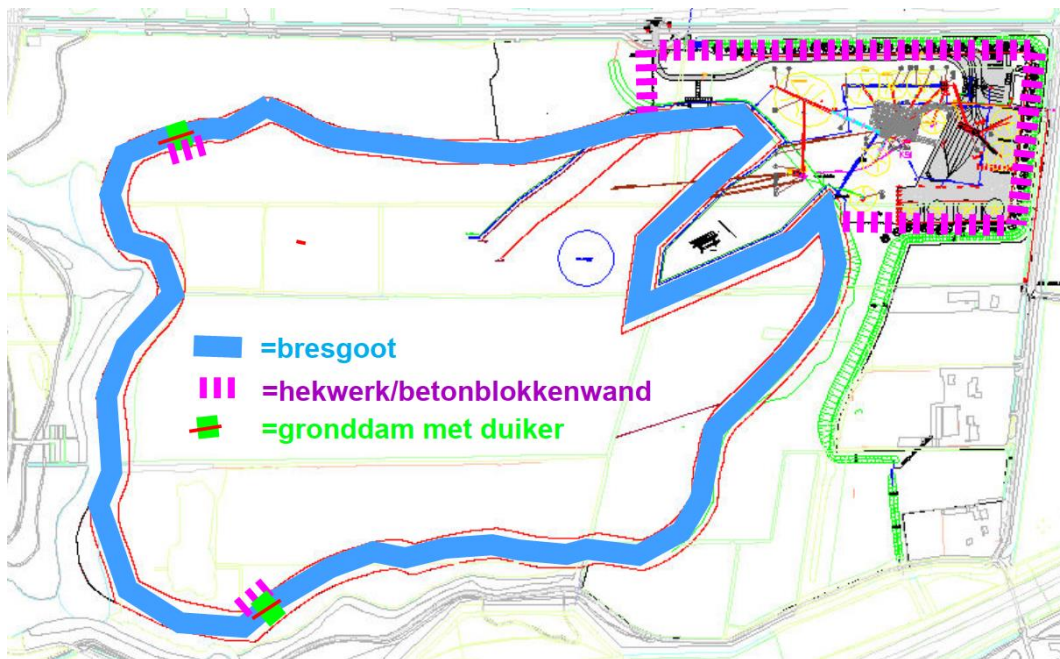 =bresgoot
=hekwerk/betonblokkenwand
=gronddam met duiker